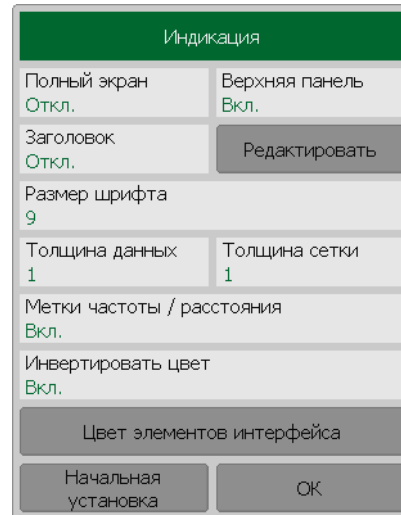 Индикация
Полный экран
Откл.
Верхняя панель
Вкл.
Заголовок
Откл.
Редактировать
Размер шрифта
9
Толщина данных
1
Толщина сетки
1
Метки частоты / расстояния
Вкл.
Инвертировать цвет
Вкл.
Цвет элементов интерфейса
Начальная
установка
ОК